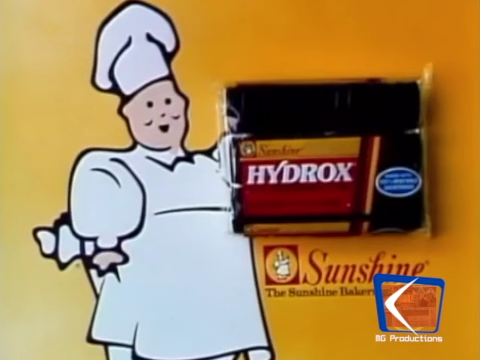 Sunshine
HYDROX
Sunshine®
The Sunshine Baker
MG Productions